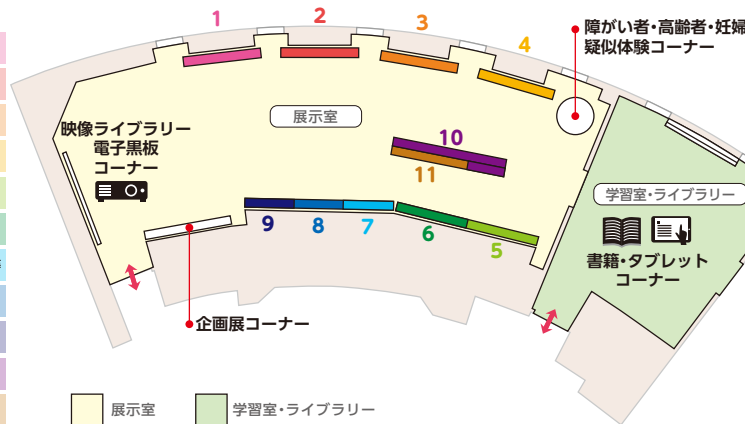 1
2
3
4
障がい者・高齢者・妊婦
疑似体験コーナー
映像ライブラリー
電子黒板
コーナー
展示室
10
11
学習室・ライブラリー
書籍・タブレット
コーナー
9
8
7
6
5
企画展コーナー
展示室
学習室・ライブラリー